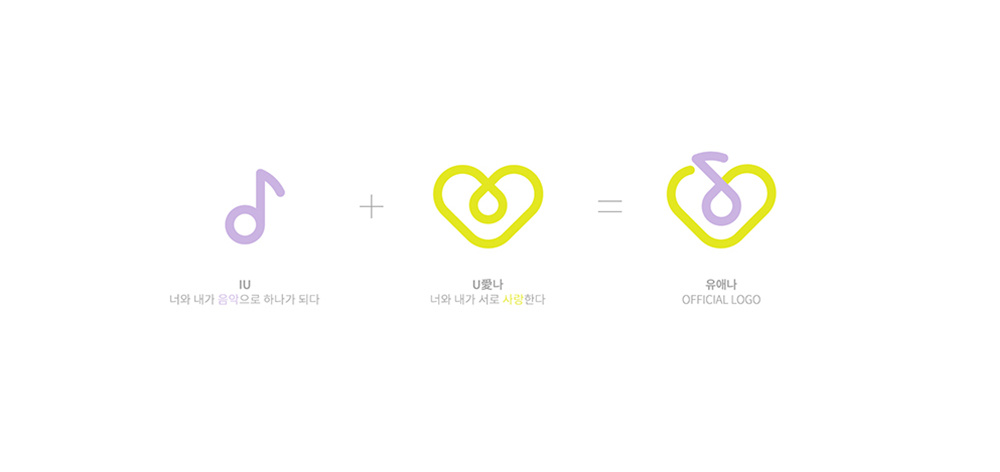 IU
너와 내가 음악으로 하나가 되다
U愛나
너와 내가 서로 사랑한다
유애나
OFFICIAL LOGO